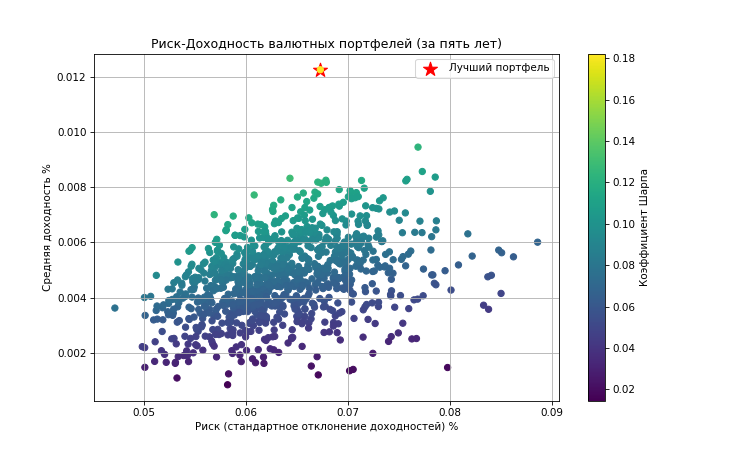 Риск-Доходность валютных портфелей (за пять лет)
Лучший портфель
Средняя доходность %
0.012
0.010
0.008
0.006
0.004
0.002
0.05 0.06 0.07 0.08 0.09
Риск (стандартное отклонение доходностей) %
0.18
0.16
0.14
0.12
0.10
0.08
0.06
0.04
0.02
Коэффициент Шарпа